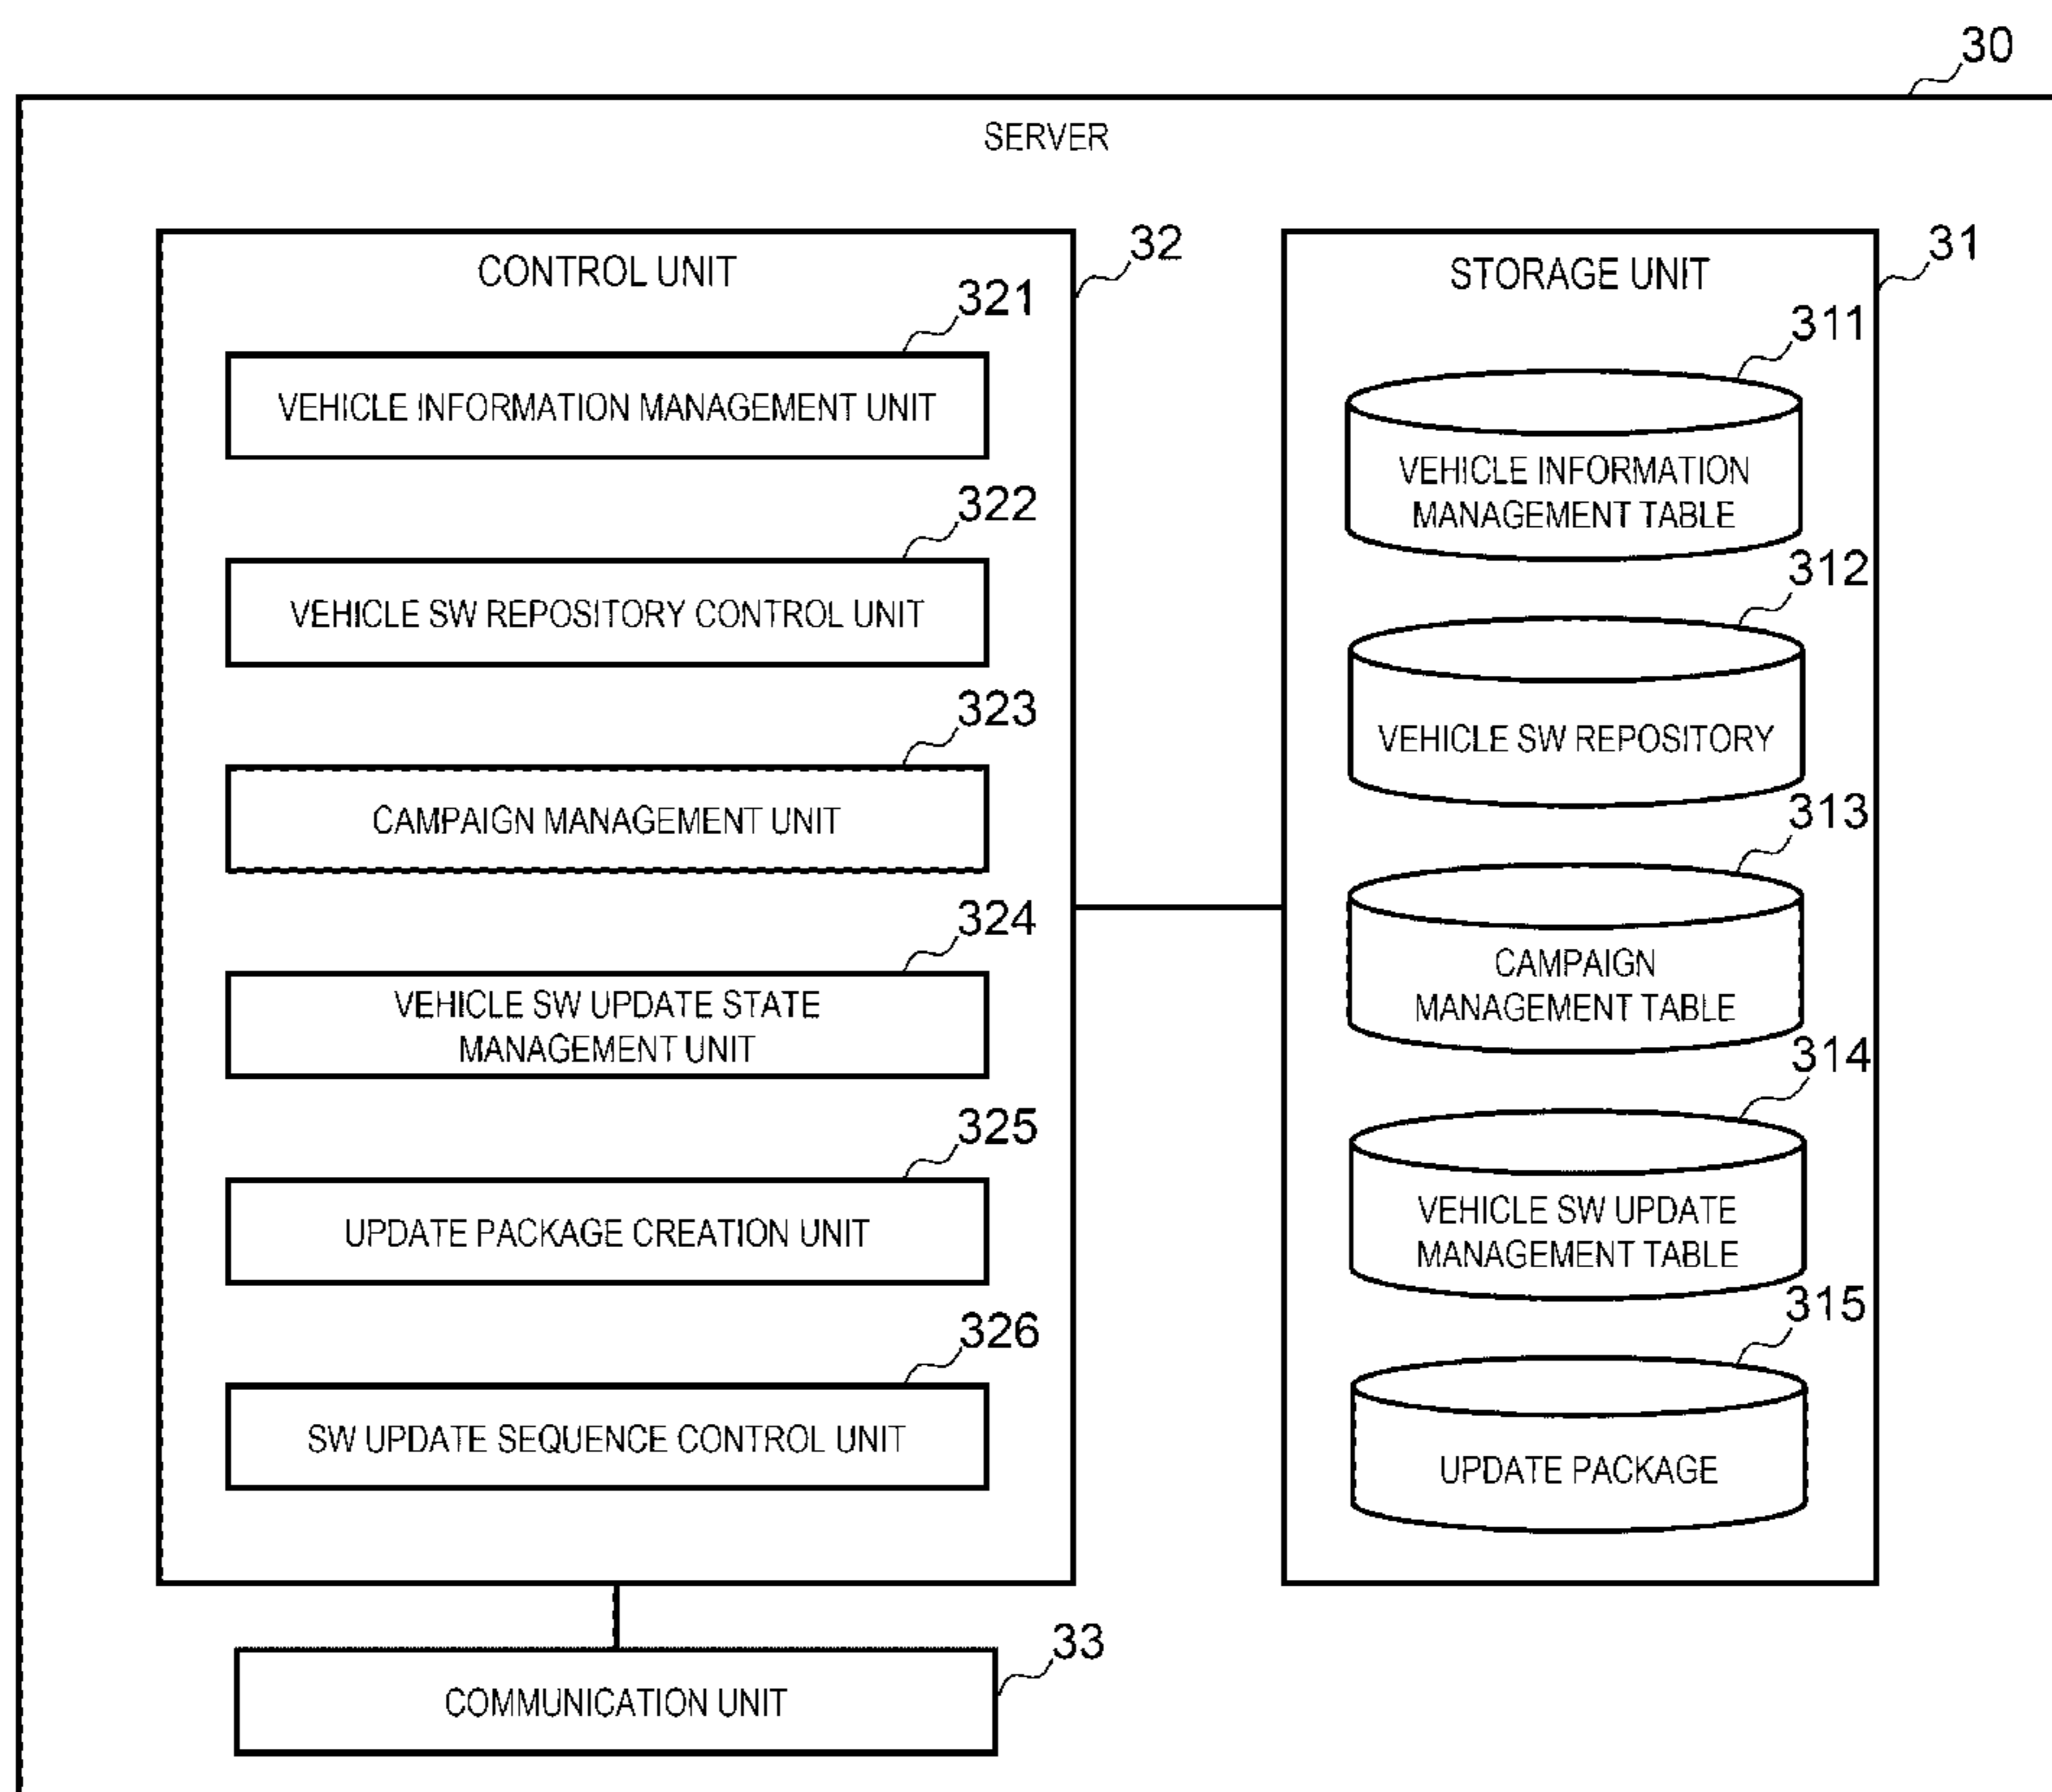 30
SERVER
32
CONTROL UNIT
321
VEHICLE INFORMATION MANAGEMENT UNIT
322
VEHICLE SW REPOSITORY CONTROL UNIT
323
CAMPAIGN MANAGEMENT UNIT
324
VEHICLE SW UPDATE STATE
MANAGEMENT UNIT
325
UPDATE PACKAGE CREATION UNIT
326
SW UPDATE SEQUENCE CONTROL UNIT
31
STORAGE UNIT
311
VEHICLE INFORMATION
MANAGEMENT TABLE
312
VEHICLE SW REPOSITORY
313
CAMPAIGN
MANAGEMENT TABLE
314
VEHICLE SW UPDATE
MANAGEMENT TABLE
315
UPDATE PACKAGE
33
COMMUNICATION UNIT